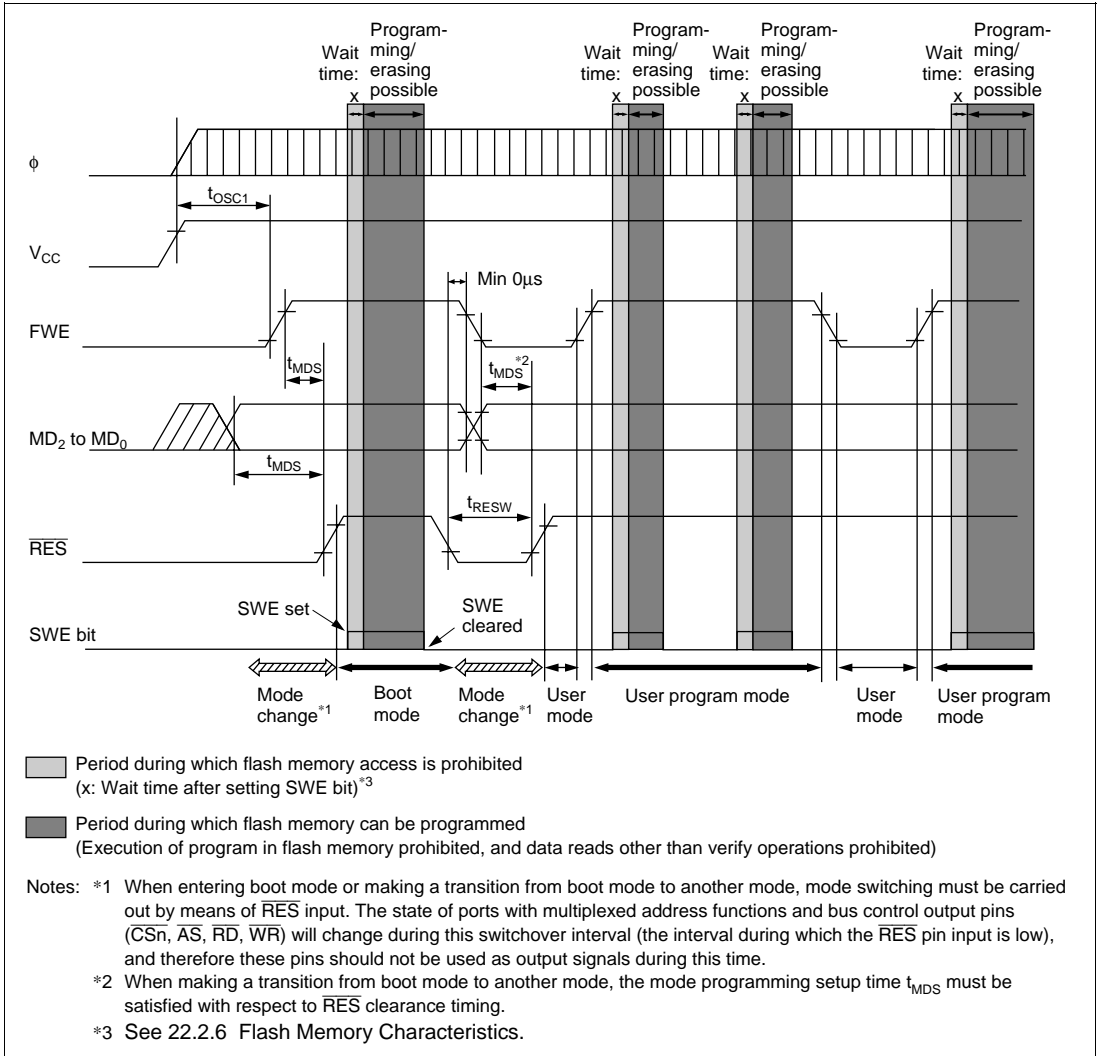 Wait time: x
Program-ming/ erasing possible
Wait time: x
Program-ming/ erasing possible
Wait time: x
Program-ming/ erasing possible
Wait time: x
Program-ming/ erasing possible
φ
tOSC1
VCC
Min 0μs
FWE
tMDS
tMDS*2
MD2 to MD0
tMDS
tRESW
RES
SWE set
SWE cleared
SWE bit
Mode change*1
Boot mode
Mode change*1
User mode
User program mode
User mode
User program mode
Period during which flash memory access is prohibited
(x: Wait time after setting SWE bit)*3
Period during which flash memory can be programmed
(Execution of program in flash memory prohibited, and data reads other than verify operations prohibited)
Notes: *1 When entering boot mode or making a transition from boot mode to another mode, mode switching must be carried
out by means of RES input. The state of ports with multiplexed address functions and bus control output pins
(CSn, AS, RD, WR) will change during this switchover interval (the interval during which the RES pin input is low),
and therefore these pins should not be used as output signals during this time.
*2 When making a transition from boot mode to another mode, the mode programming setup time tMDS must be
satisfied with respect to RES clearance timing.
*3 See 22.2.6 Flash Memory Characteristics.